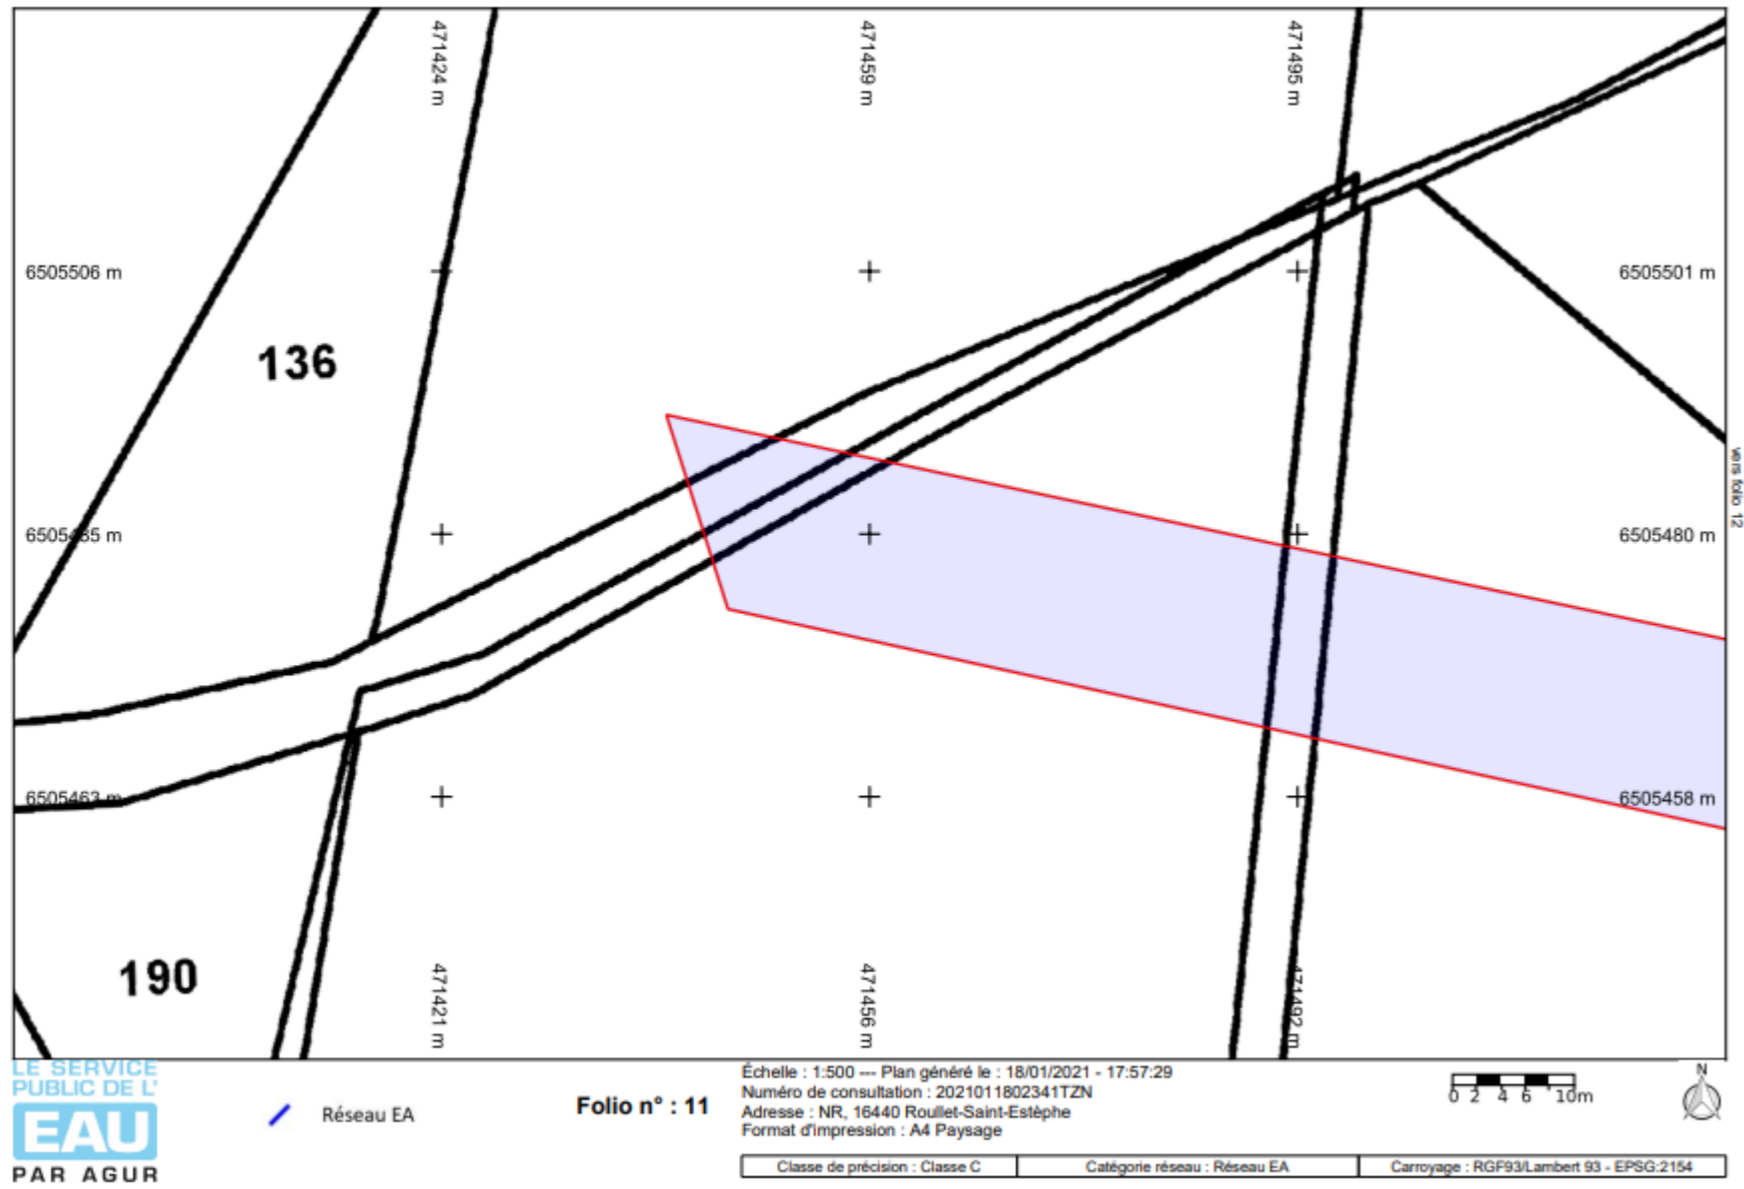 471424 m
471459 m
471495 m
6505506 m
6505501 m
136
vers folio 12
6505485 m
6505480 m
6505463 m
6505458 m
190
471421 m
471456 m
471492 m
LE SERVICE
PUBLIC DE L'
EAU
PAR AGUR
Réseau EA
Folio n° : 11
Échelle : 1:500 --- Plan généré le : 18/01/2021 - 17:57:29
Numéro de consultation : 2021011802341TZN
Adresse : NR, 16440 Roullet-Saint-Estèphe
Format d'impression : A4 Paysage
0 2 4 6 10m
N
Classe de précision : Classe C
Catégorie réseau : Réseau EA
Carroyage : RGF93/Lambert 93 - EPSG:2154